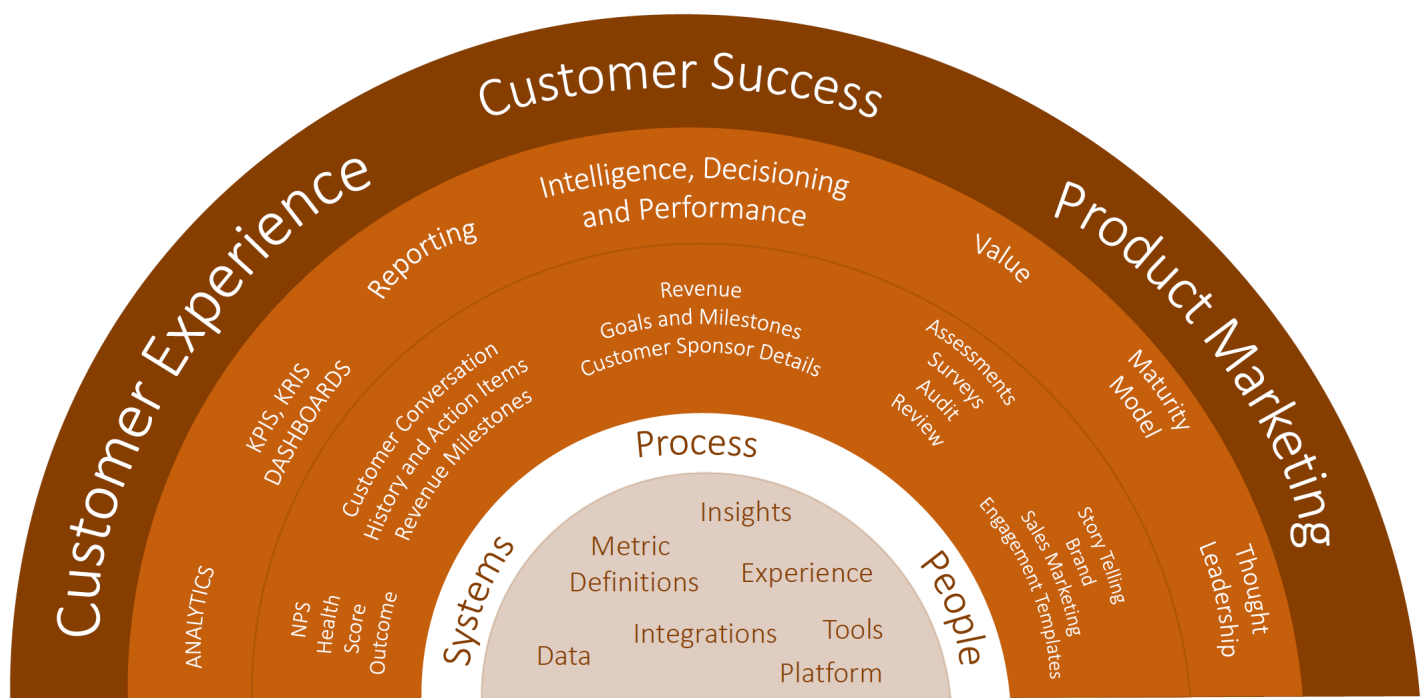 Customer Experience
Customer Success
Product Marketing
ANALYTICS
KPIS, KRIS
DASHBOARDS
Reporting
Intelligence, Decisioning
and Performance
Value
Maturity
Model
Thought
Leadership
NPS
Health
Score
Outcome
Customer Conversation
History and Action Items
Revenue Milestones
Revenue
Goals and Milestones
Customer Sponsor Details
Assessments
Surveys
Audit
Review
Story Telling
Brand
Sales Marketing
Engagement Templates
Systems
Process
People
Insights
Metric
Definitions
Experience
Integrations
Tools
Data
Platform